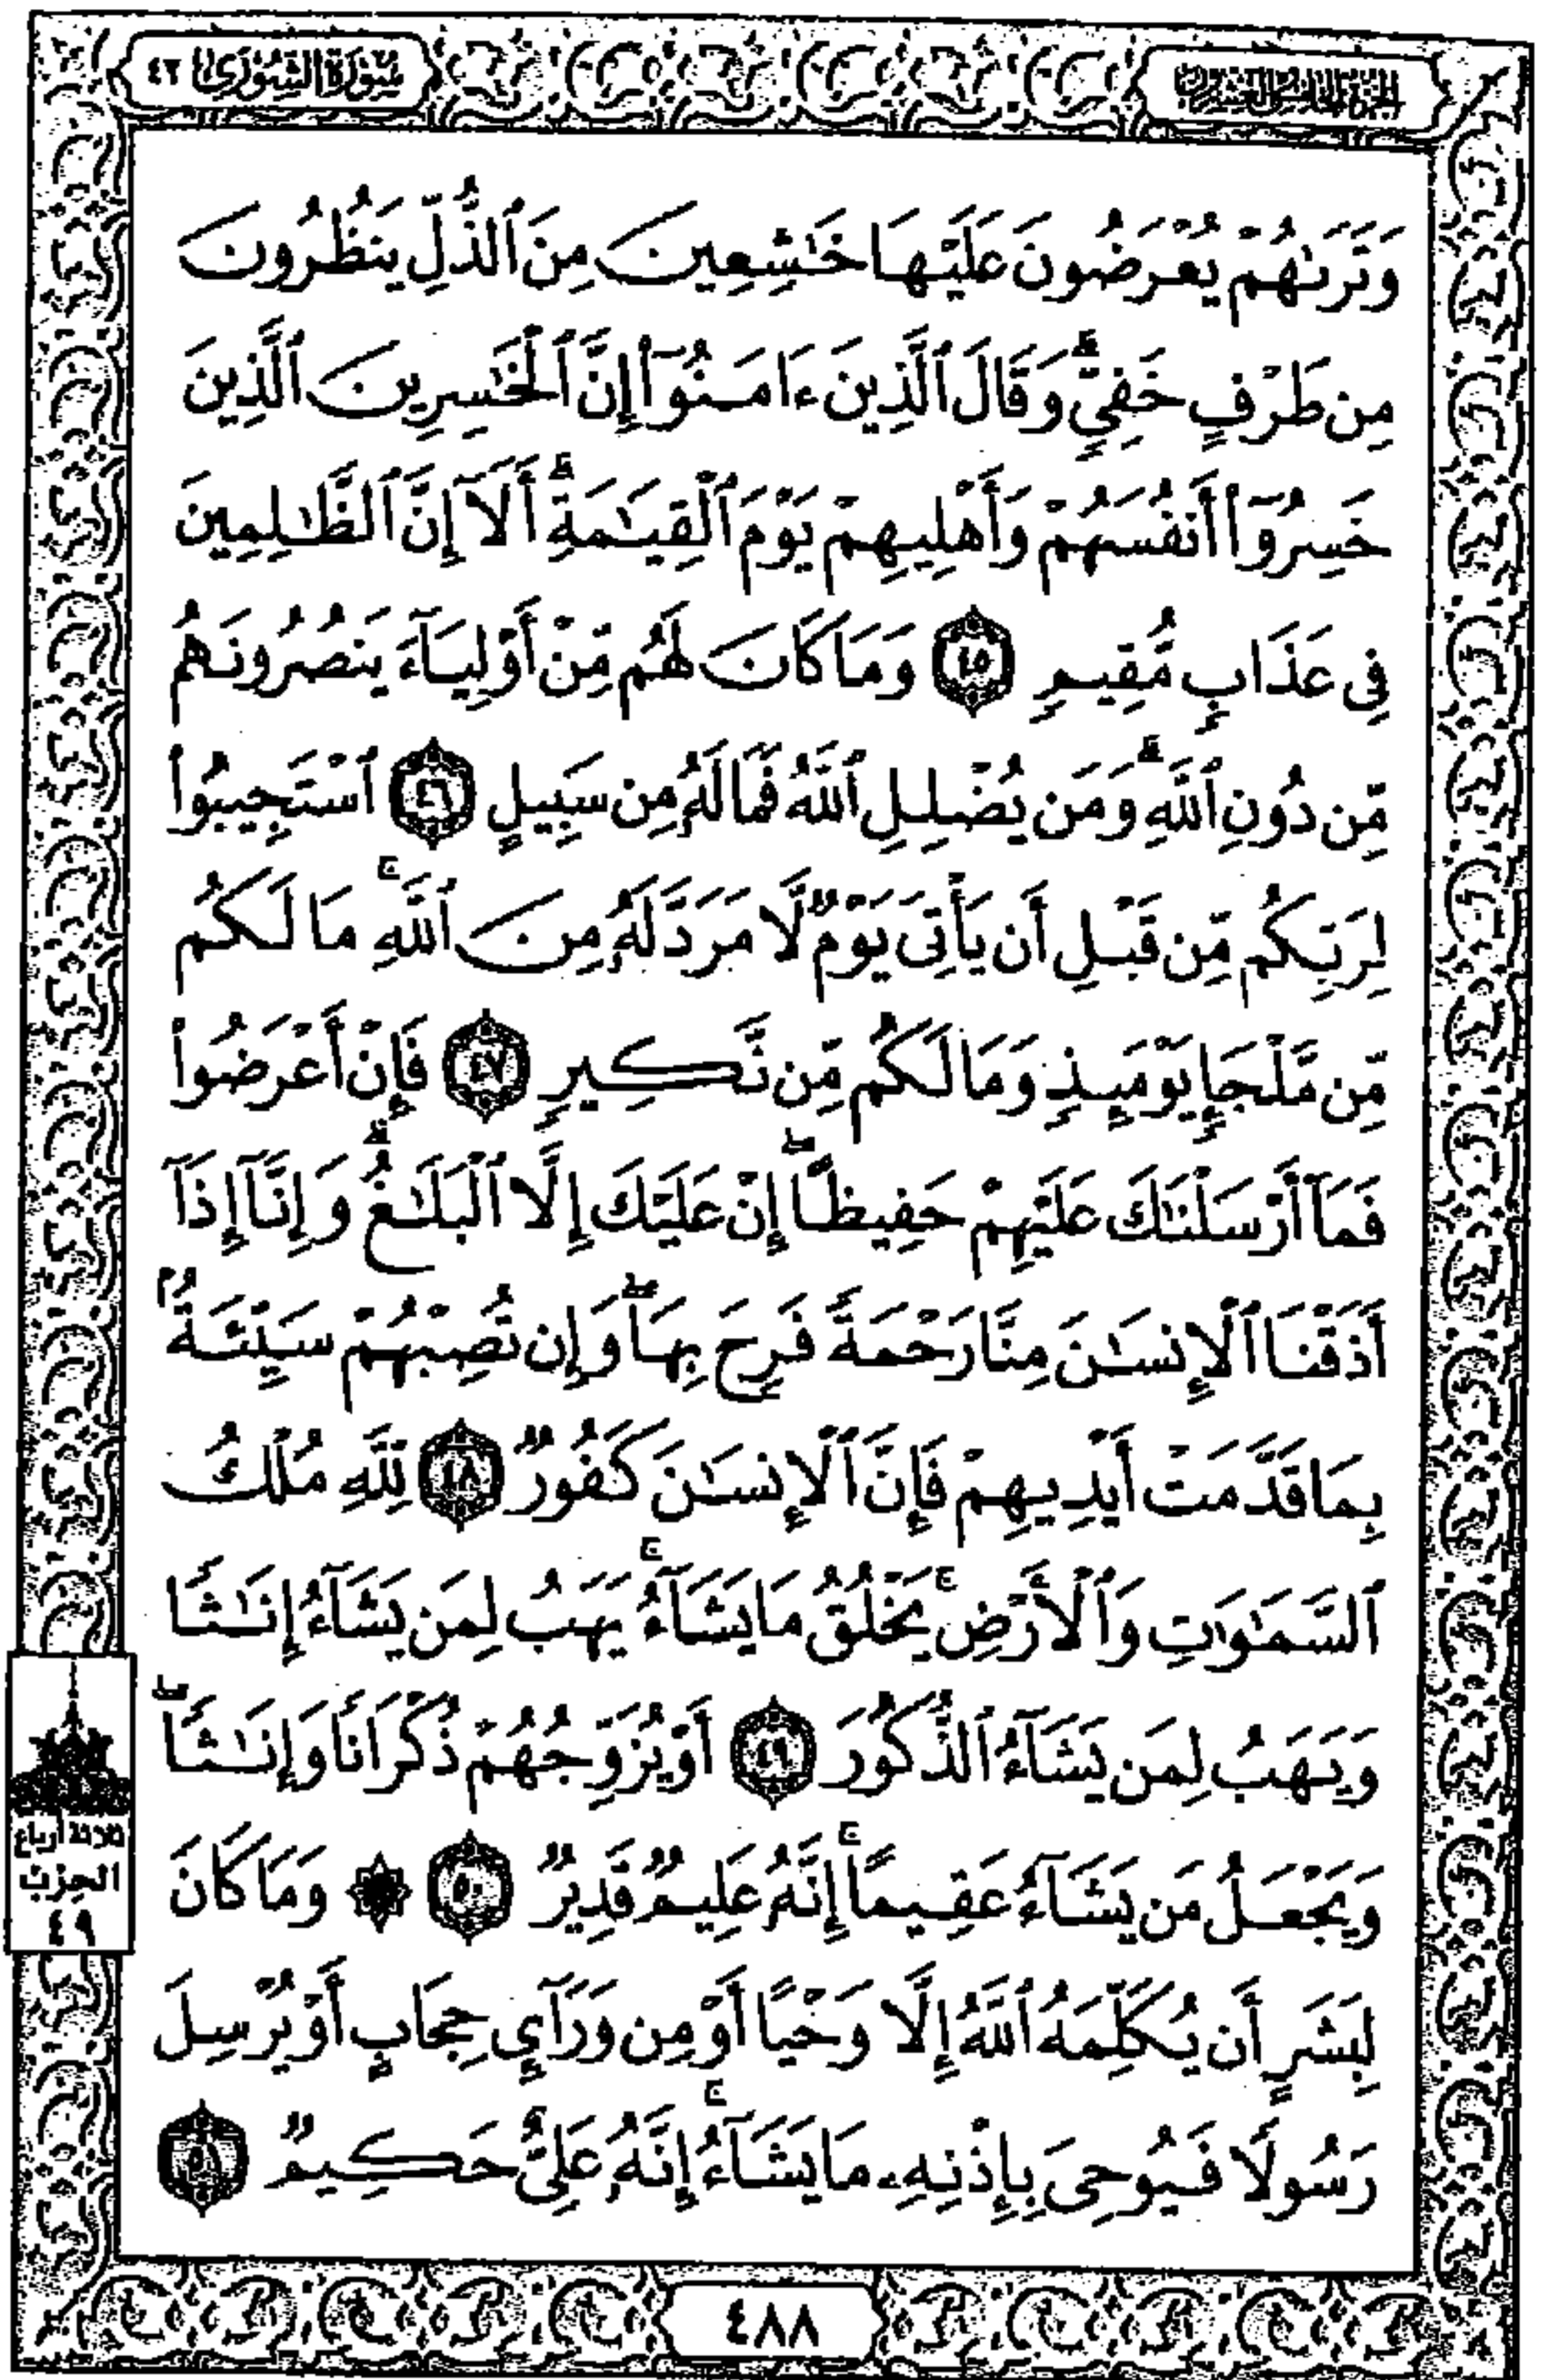 الجزء الخامس والعشرون
سورة الشورى ٤٢
وَتَرَىٰهُمْ يُعْرَضُونَ عَلَيْهَا خَٰشِعِينَ مِنَ ٱلذُّلِّ يَنظُرُونَ
مِن طَرْفٍ خَفِىٍّۗ وَقَالَ ٱلَّذِينَ ءَامَنُوٓا۟ إِنَّ ٱلْخَٰسِرِينَ ٱلَّذِينَ
خَسِرُوٓا۟ أَنفُسَهُمْ وَأَهْلِيهِمْ يَوْمَ ٱلْقِيَٰمَةِۗ أَلَآ إِنَّ ٱلظَّٰلِمِينَ
فِى عَذَابٍ مُّقِيمٍ ٤٥ وَمَا كَانَ لَهُم مِّنْ أَوْلِيَآءَ يَنصُرُونَهُم
مِّن دُونِ ٱللَّهِۗ وَمَن يُضْلِلِ ٱللَّهُ فَمَا لَهُۥ مِن سَبِيلٍ ٤٦ ٱسْتَجِيبُوا۟
لِرَبِّكُم مِّن قَبْلِ أَن يَأْتِىَ يَوْمٌ لَّا مَرَدَّ لَهُۥ مِنَ ٱللَّهِۚ مَا لَكُم
مِّن مَّلْجَإٍ يَوْمَئِذٍ وَمَا لَكُم مِّن نَّكِيرٍ ٤٧ فَإِنْ أَعْرَضُوا۟
فَمَآ أَرْسَلْنَٰكَ عَلَيْهِمْ حَفِيظًاۖ إِنْ عَلَيْكَ إِلَّا ٱلْبَلَٰغُۗ وَإِنَّآ إِذَآ
أَذَقْنَا ٱلْإِنسَٰنَ مِنَّا رَحْمَةً فَرِحَ بِهَاۖ وَإِن تُصِبْهُمْ سَيِّئَةٌۢ
بِمَا قَدَّمَتْ أَيْدِيهِمْ فَإِنَّ ٱلْإِنسَٰنَ كَفُورٌ ٤٨ لِّلَّهِ مُلْكُ
ٱلسَّمَٰوَٰتِ وَٱلْأَرْضِۚ يَخْلُقُ مَا يَشَآءُۚ يَهَبُ لِمَن يَشَآءُ إِنَٰثًا
وَيَهَبُ لِمَن يَشَآءُ ٱلذُّكُورَ ٤٩ أَوْ يُزَوِّجُهُمْ ذُكْرَانًا وَإِنَٰثًاۖ
وَيَجْعَلُ مَن يَشَآءُ عَقِيمًاۚ إِنَّهُۥ عَلِيمٌ قَدِيرٌ ٥٠ ۞ وَمَا كَانَ
لِبَشَرٍ أَن يُكَلِّمَهُ ٱللَّهُ إِلَّا وَحْيًا أَوْ مِن وَرَآئِ حِجَابٍ أَوْ يُرْسِلَ
رَسُولًا فَيُوحِىَ بِإِذْنِهِۦ مَا يَشَآءُۚ إِنَّهُۥ عَلِىٌّ حَكِيمٌ ٥١
ثلاثة أرباع
الحزب
٤٩
٤٨٨